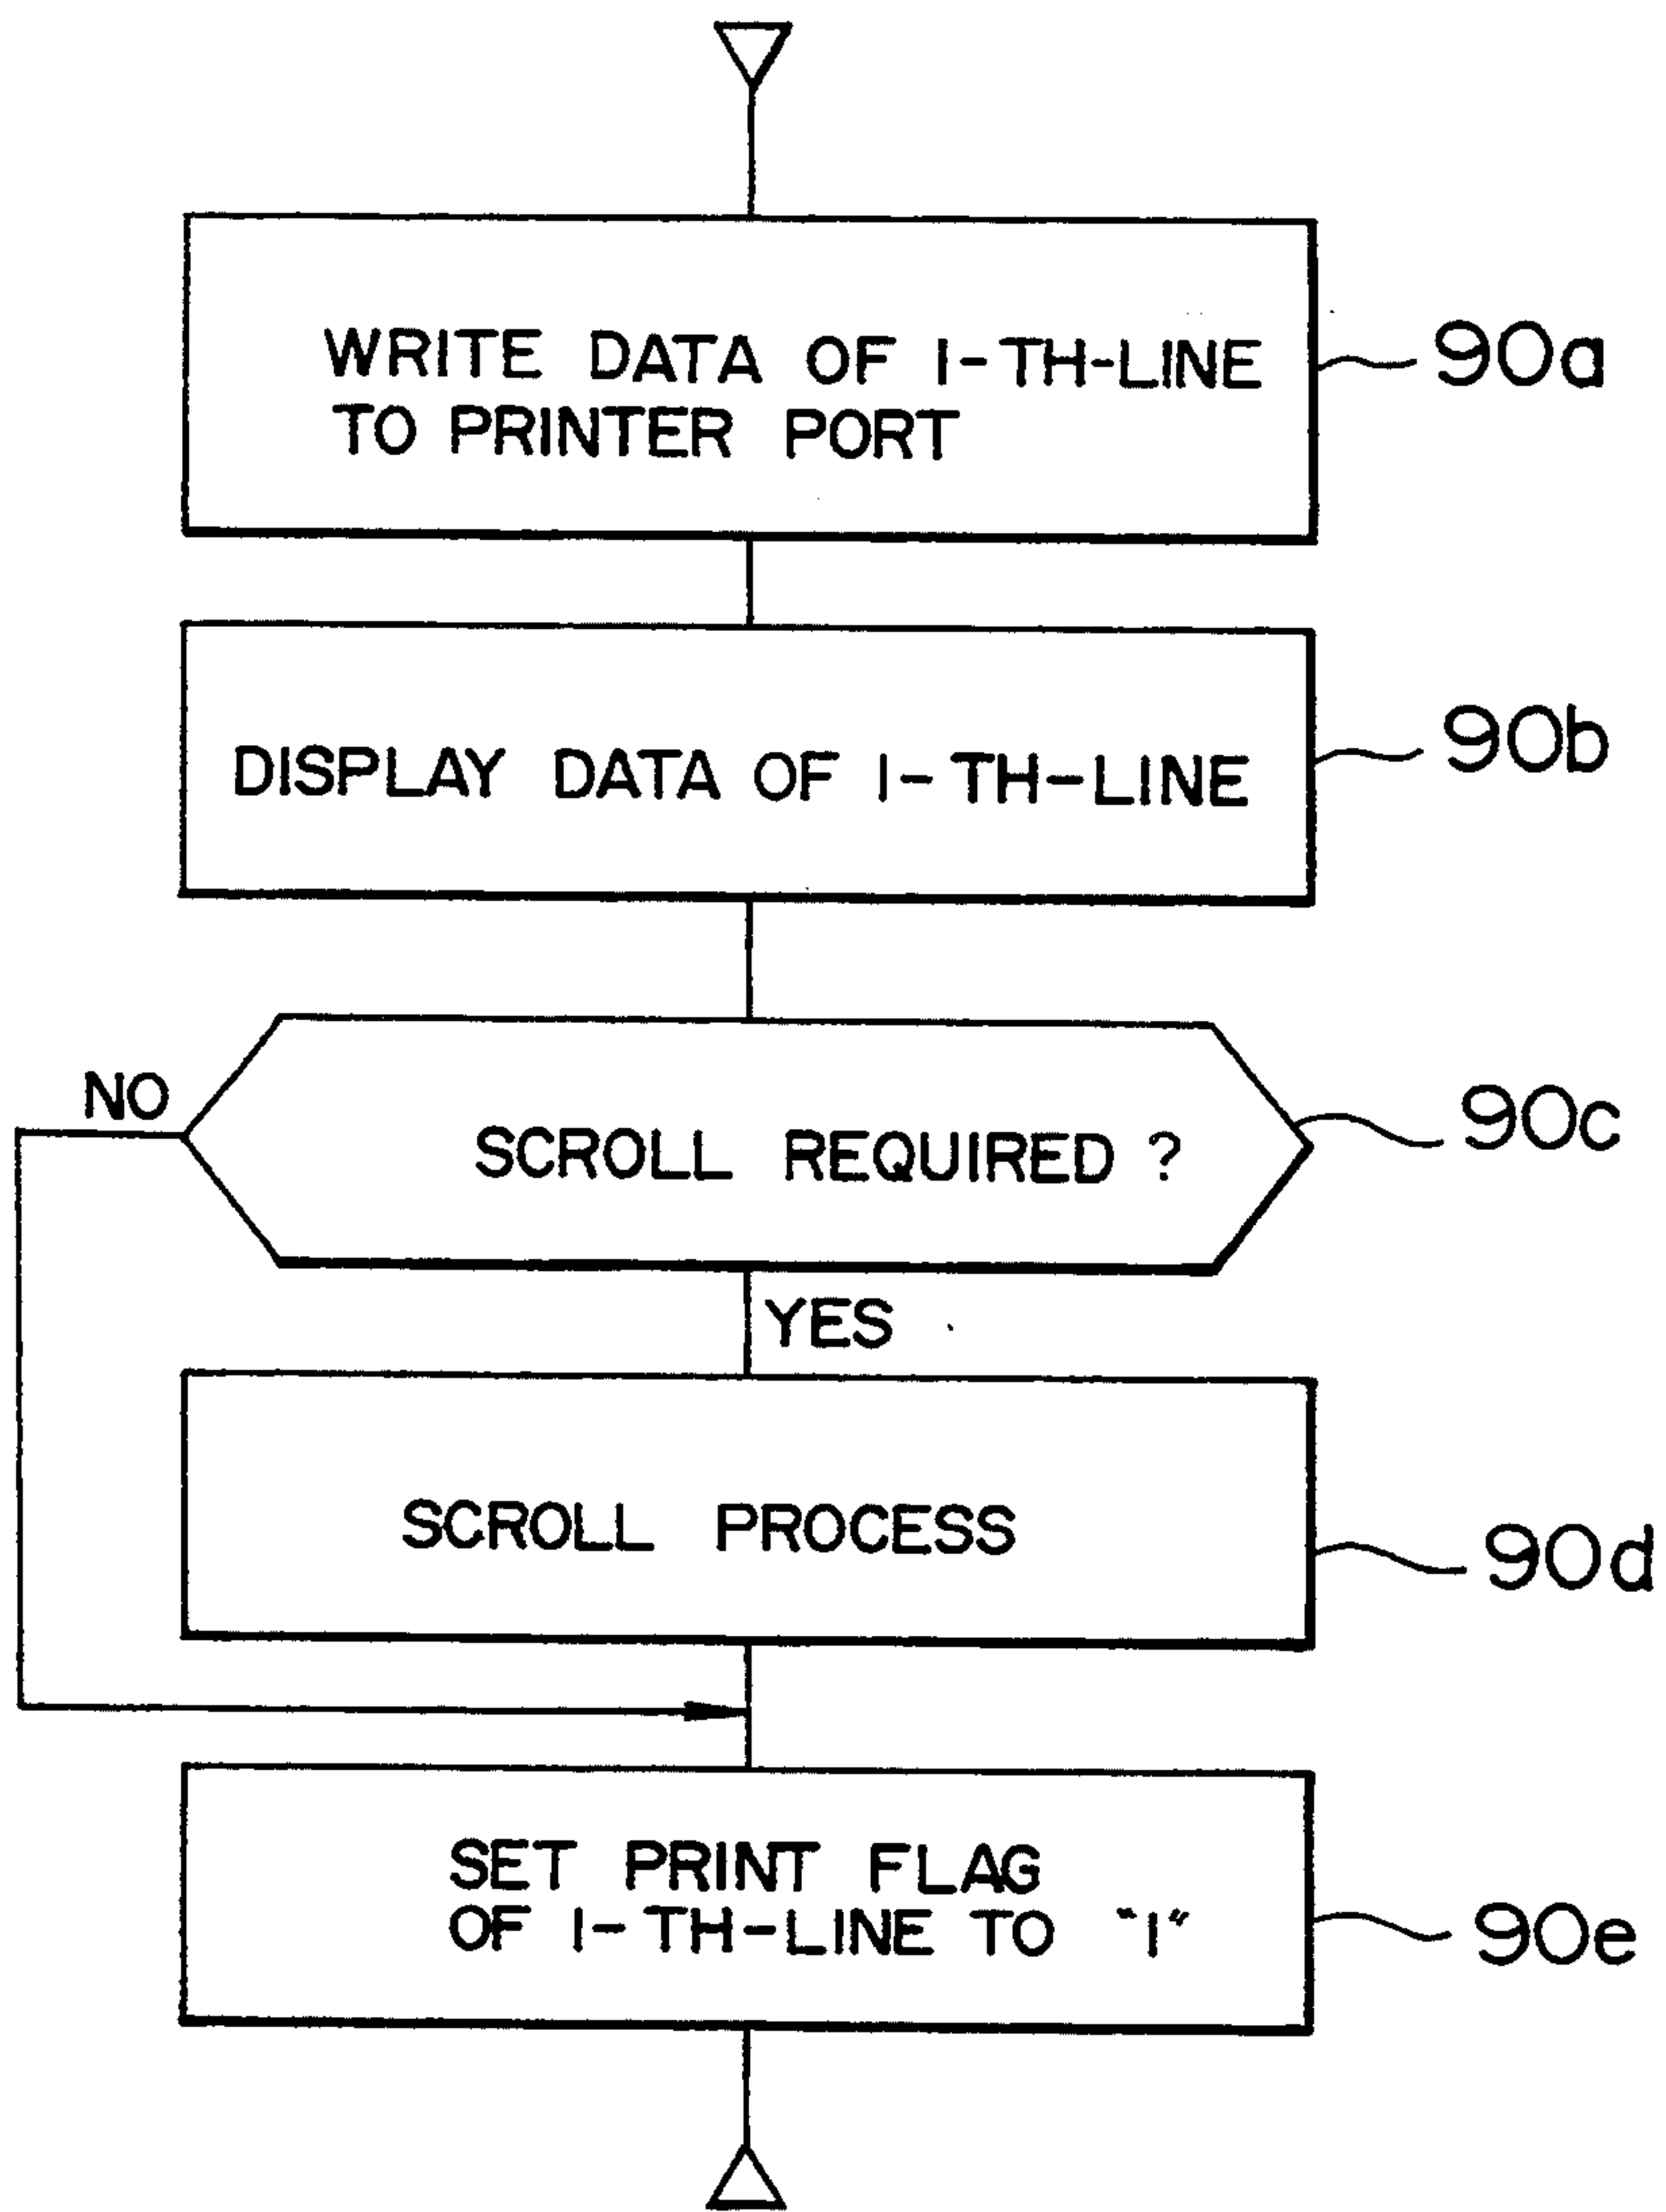 WRITE DATA OF I-TH-LINE
TO PRINTER PORT
90a
DISPLAY DATA OF I-TH-LINE
90b
NO
SCROLL REQUIRED ?
90c
YES
SCROLL PROCESS
90d
SET PRINT FLAG
OF I-TH-LINE TO "1"
90e